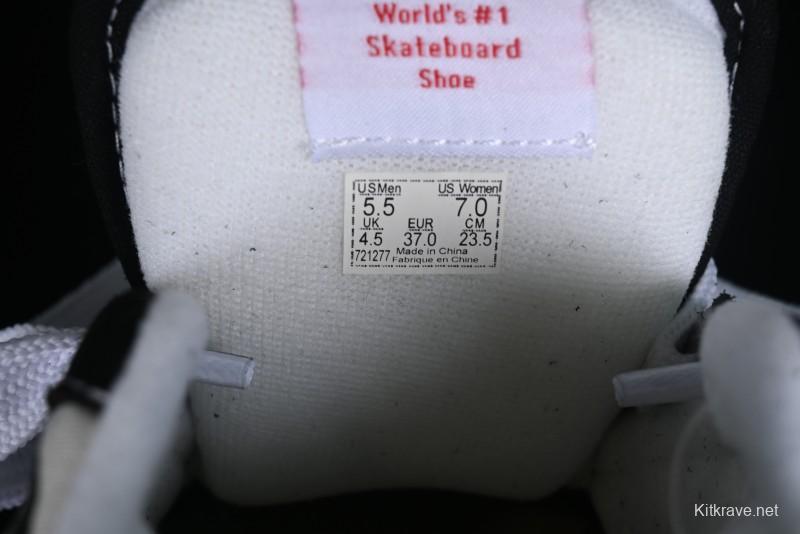 World's #1
Skateboard
Shoe
US Men US Women
5.5 7.0
UK EUR CM
4.5 37.0 23.5
721277 Made in China
Fabrique en Chine
Kitkrave.net